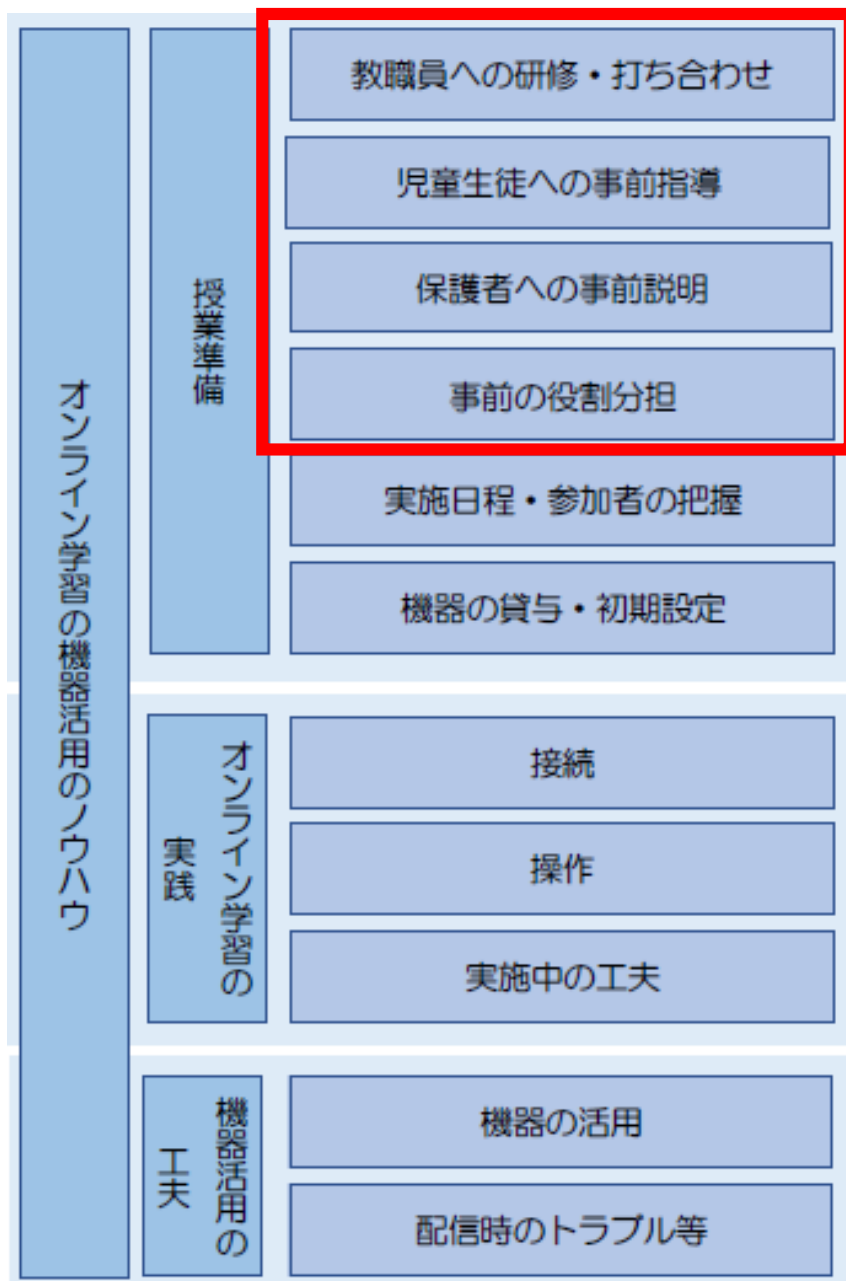 オンライン学習の機器活用のノウハウ
授業準備
教職員への研修・打ち合わせ
児童生徒への事前指導
保護者への事前説明
事前の役割分担
実施日程・参加者の把握
機器の貸与・初期設定
オンライン学習の
実践
接続
操作
実施中の工夫
機器活用の
工夫
機器の活用
配信時のトラブル等